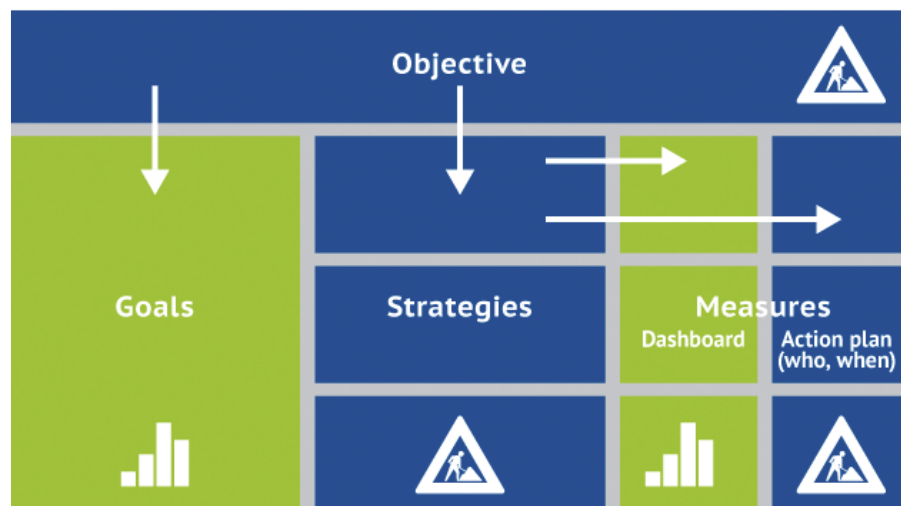 Objective
Goals
Strategies
Measures
Dashboard
Action plan
(who, when)